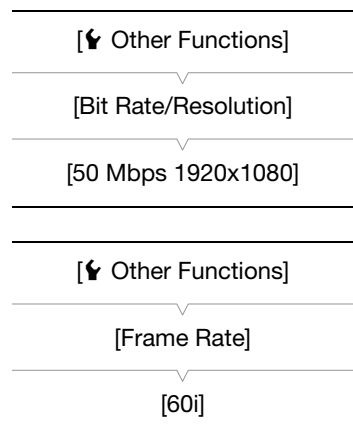 [ Other Functions]
[Bit Rate/Resolution]
[50 Mbps 1920x1080]
[ Other Functions]
[Frame Rate]
[60i]